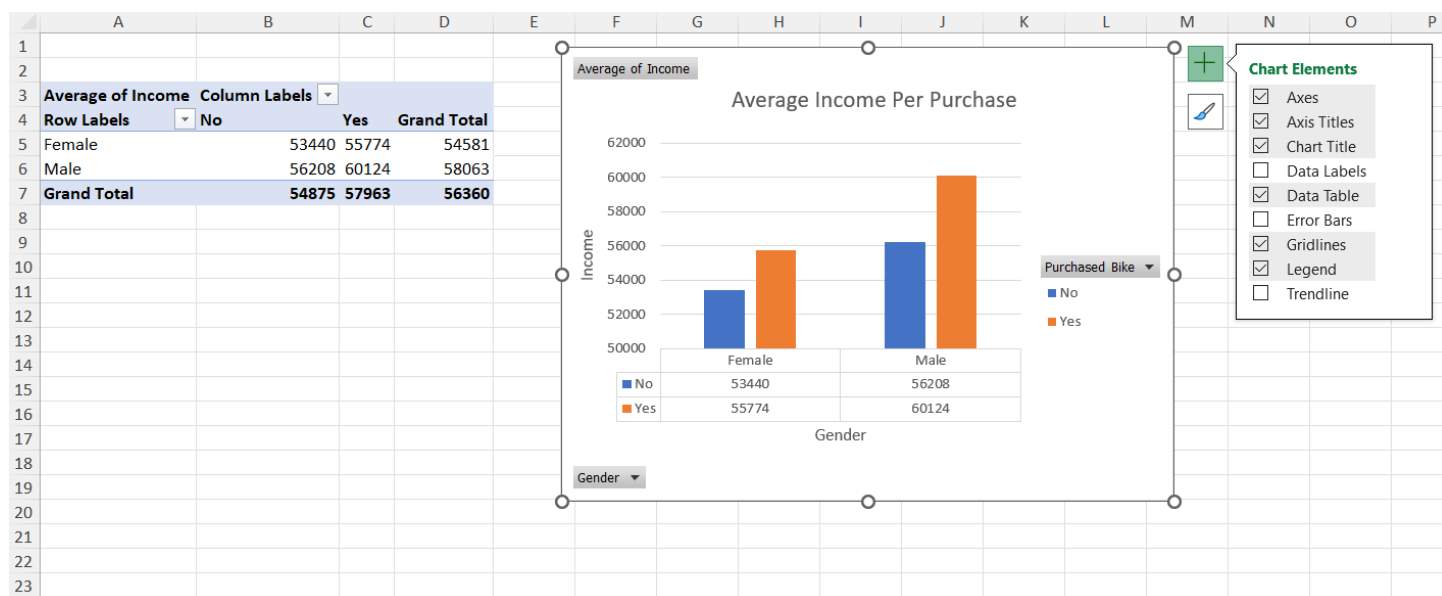 A B C D E F G H I J K L M N O P
1
2
3 Average of Income Column Labels
4 Row Labels No Yes Grand Total
5 Female 53440 55774 54581
6 Male 56208 60124 58063
7 Grand Total 54875 57963 56360
8
9
10
11
12
13
14
15
16
17
18
19
20
21
22
23
Average of Income
Average Income Per Purchase
62000
60000
58000
56000
54000
52000
50000
Income
Female Male
No 53440 56208
Yes 55774 60124
Gender
Gender
Purchased Bike
No
Yes
Chart Elements
Axes
Axis Titles
Chart Title
Data Labels
Data Table
Error Bars
Gridlines
Legend
Trendline